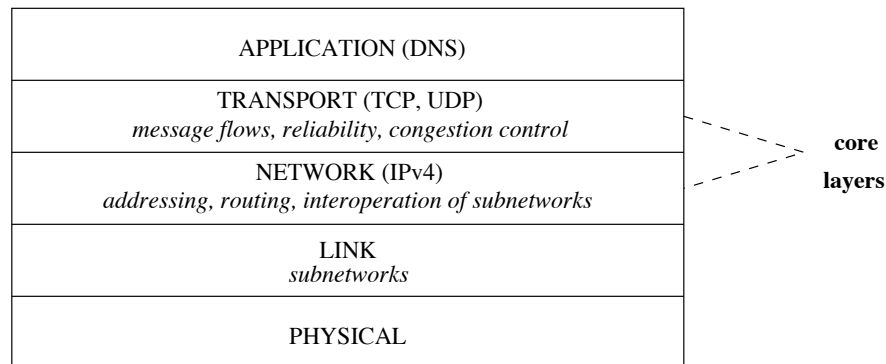 APPLICATION (DNS)
TRANSPORT (TCP, UDP)
message flows, reliability, congestion control
NETWORK (IPv4)
addressing, routing, interoperation of subnetworks
LINK
subnetworks
PHYSICAL
core
layers